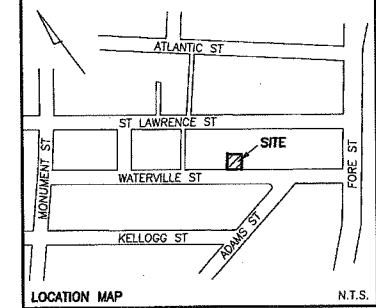 ATLANTIC ST
ST LAWRENCE ST
SITE
MONUMENT ST
WATERVILLE ST
FORE ST
KELLOGG ST
ADAMS ST
LOCATION MAP
N.T.S.